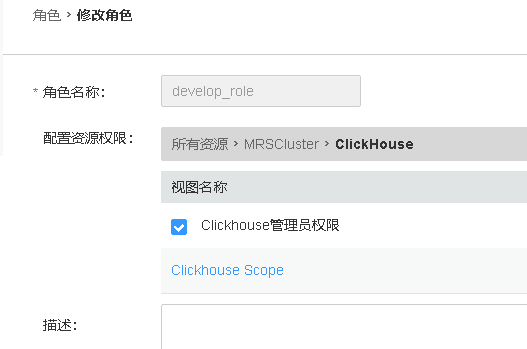 角色 > 修改角色
* 角色名称： develop_role
配置资源权限： 所有资源 > MRSCluster > ClickHouse
视图名称
Clickhouse管理员权限
Clickhouse Scope
描述：